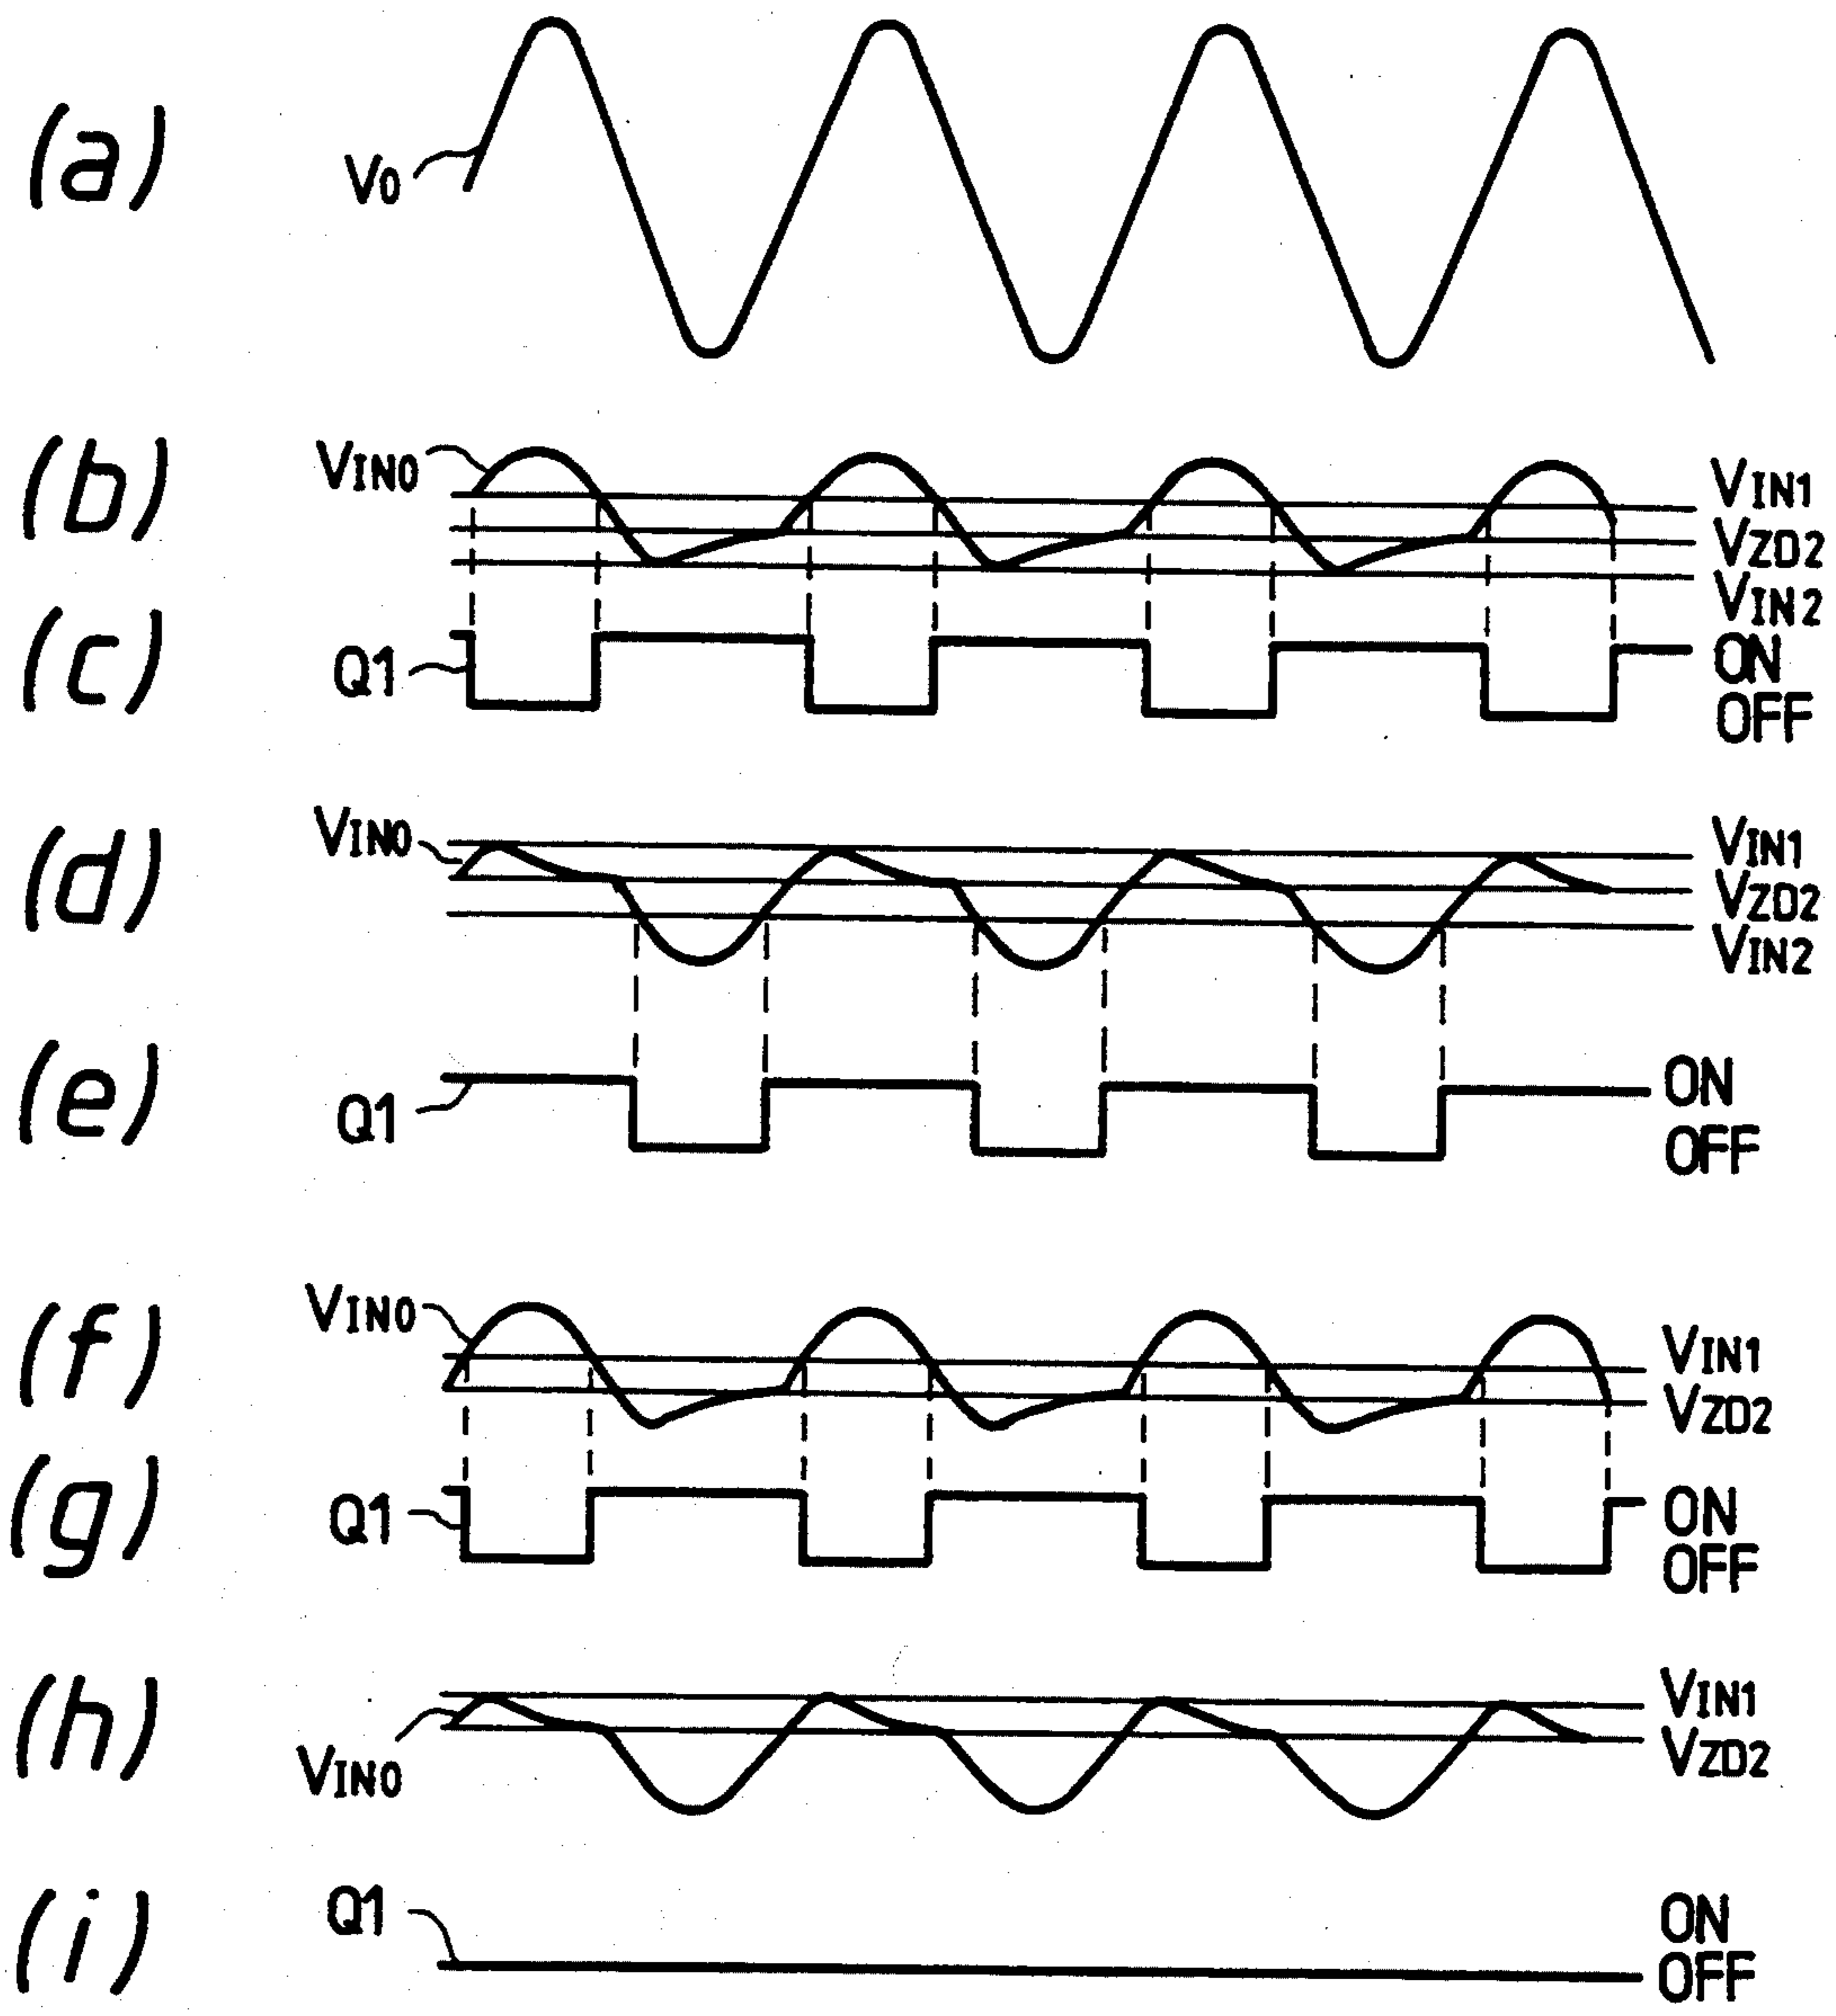 (a)
V0
(b)
VIN0
VIN1
VZD2
VIN2
(c)
Q1
ON
OFF
(d)
VIN0
VIN1
VZD2
VIN2
(e)
Q1
ON
OFF
(f)
VIN0
VIN1
VZD2
(g)
Q1
ON
OFF
(h)
VIN0
VIN1
VZD2
(i)
Q1
ON
OFF